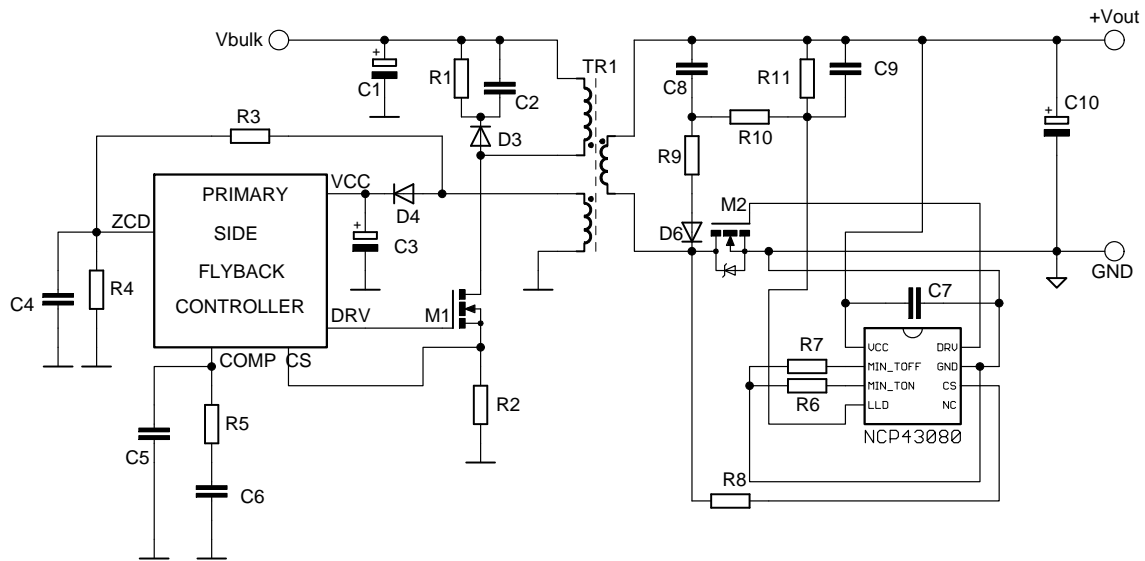 +Vout
Vbulk
TR1
+
C1
R1
C2
C8
R11
C9
+
C10
D3
R10
R3
R9
VCC
PRIMARY
ZCD
SIDE
FLYBACK
CONTROLLER
D4
+
C3
M2
D6
GND
C4
R4
DRV
M1
C7
COMP
CS
R7
R6
VCC
MIN_TOFF
MIN_TON
LLD
DRV
GND
CS
NC
NCP43080
R2
R5
C5
C6
R8